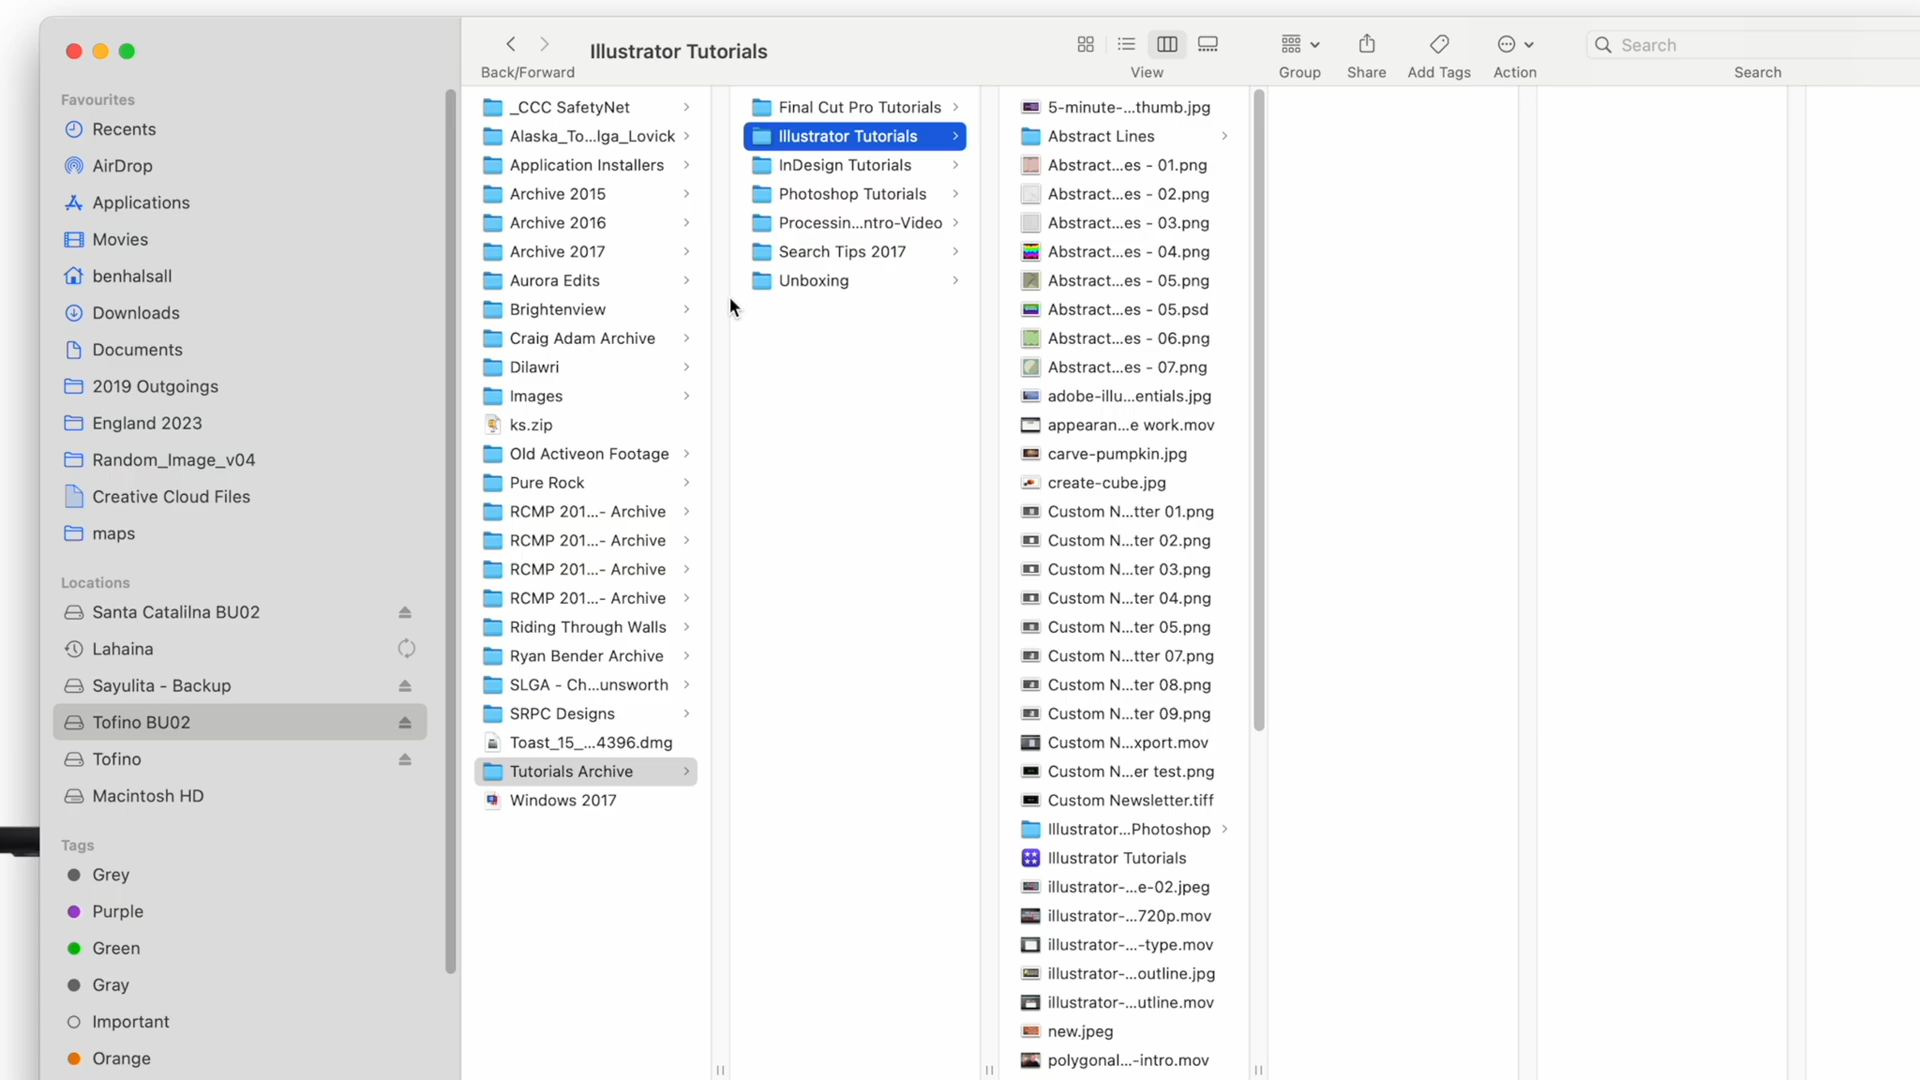 Illustrator Tutorials
Back/Forward
View
Group
Share
Add Tags
Action
Search
Search
Favourites
Recents
AirDrop
Applications
Movies
benhalsall
Downloads
Documents
2019 Outgoings
England 2023
Random_Image_v04
Creative Cloud Files
maps
Locations
Santa Catalilna BU02
Lahaina
Sayulita - Backup
Tofino BU02
Tofino
Macintosh HD
Tags
Grey
Purple
Green
Gray
Important
Orange
_CCC SafetyNet
Alaska_To...lga_Lovick
Application Installers
Archive 2015
Archive 2016
Archive 2017
Aurora Edits
Brightenview
Craig Adam Archive
Dilawri
Images
ks.zip
Old Activeon Footage
Pure Rock
RCMP 201...- Archive
RCMP 201...- Archive
RCMP 201...- Archive
RCMP 201...- Archive
Riding Through Walls
Ryan Bender Archive
SLGA - Ch...unsworth
SRPC Designs
Toast_15_...4396.dmg
Tutorials Archive
Windows 2017
Final Cut Pro Tutorials
Illustrator Tutorials
InDesign Tutorials
Photoshop Tutorials
Processin...ntro-Video
Search Tips 2017
Unboxing
5-minute-...thumb.jpg
Abstract Lines
Abstract...es - 01.png
Abstract...es - 02.png
Abstract...es - 03.png
Abstract...es - 04.png
Abstract...es - 05.png
Abstract...es - 05.psd
Abstract...es - 06.png
Abstract...es - 07.png
adobe-illu...entials.jpg
appearan...e work.mov
carve-pumpkin.jpg
create-cube.jpg
Custom N...tter 01.png
Custom N...ter 02.png
Custom N...ter 03.png
Custom N...ter 04.png
Custom N...ter 05.png
Custom N...tter 07.png
Custom N...ter 08.png
Custom N...ter 09.png
Custom N...xport.mov
Custom N...er test.png
Custom Newsletter.tiff
Illustrator...Photoshop
Illustrator Tutorials
illustrator-...e-02.jpeg
illustrator-...720p.mov
illustrator-...-type.mov
illustrator-...outline.jpg
illustrator-...utline.mov
new.jpeg
polygonal...-intro.mov